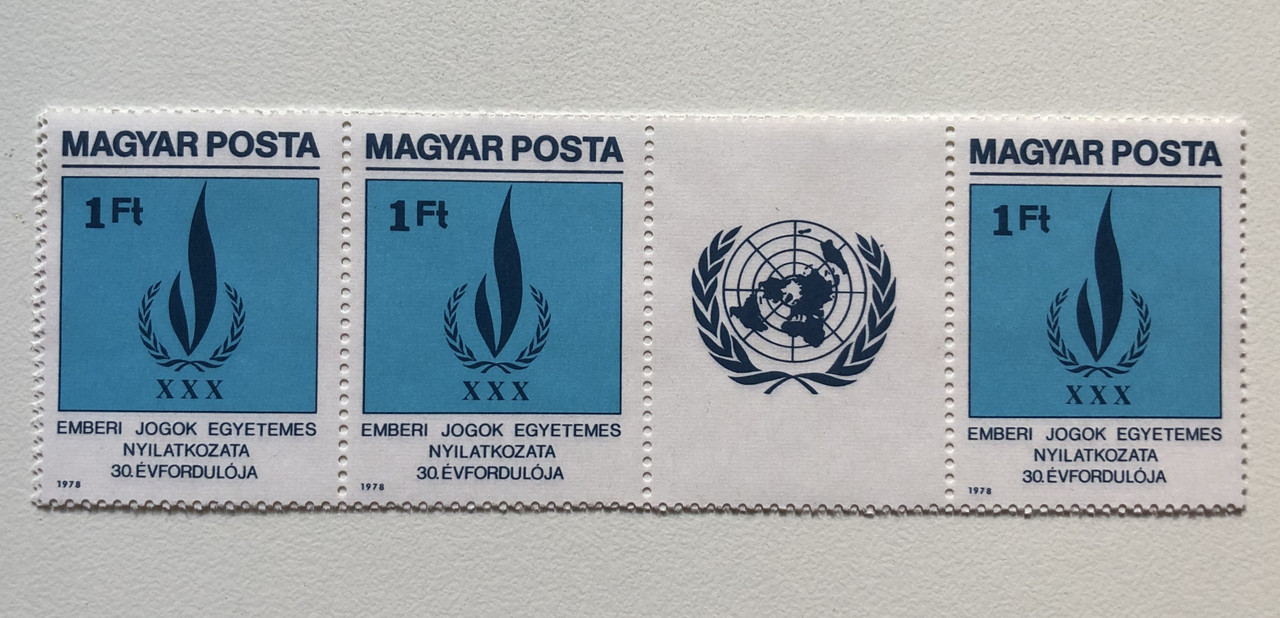 MAGYAR POSTA
1 Ft
XXX
EMBERI JOGOK EGYETEMES
NYILATKOZATA
30. ÉVFORDULÓJA
1978
MAGYAR POSTA
1 Ft
XXX
EMBERI JOGOK EGYETEMES
NYILATKOZATA
30. ÉVFORDULÓJA
1978
MAGYAR POSTA
1 Ft
XXX
EMBERI JOGOK EGYETEMES
NYILATKOZATA
30. ÉVFORDULÓJA
1978